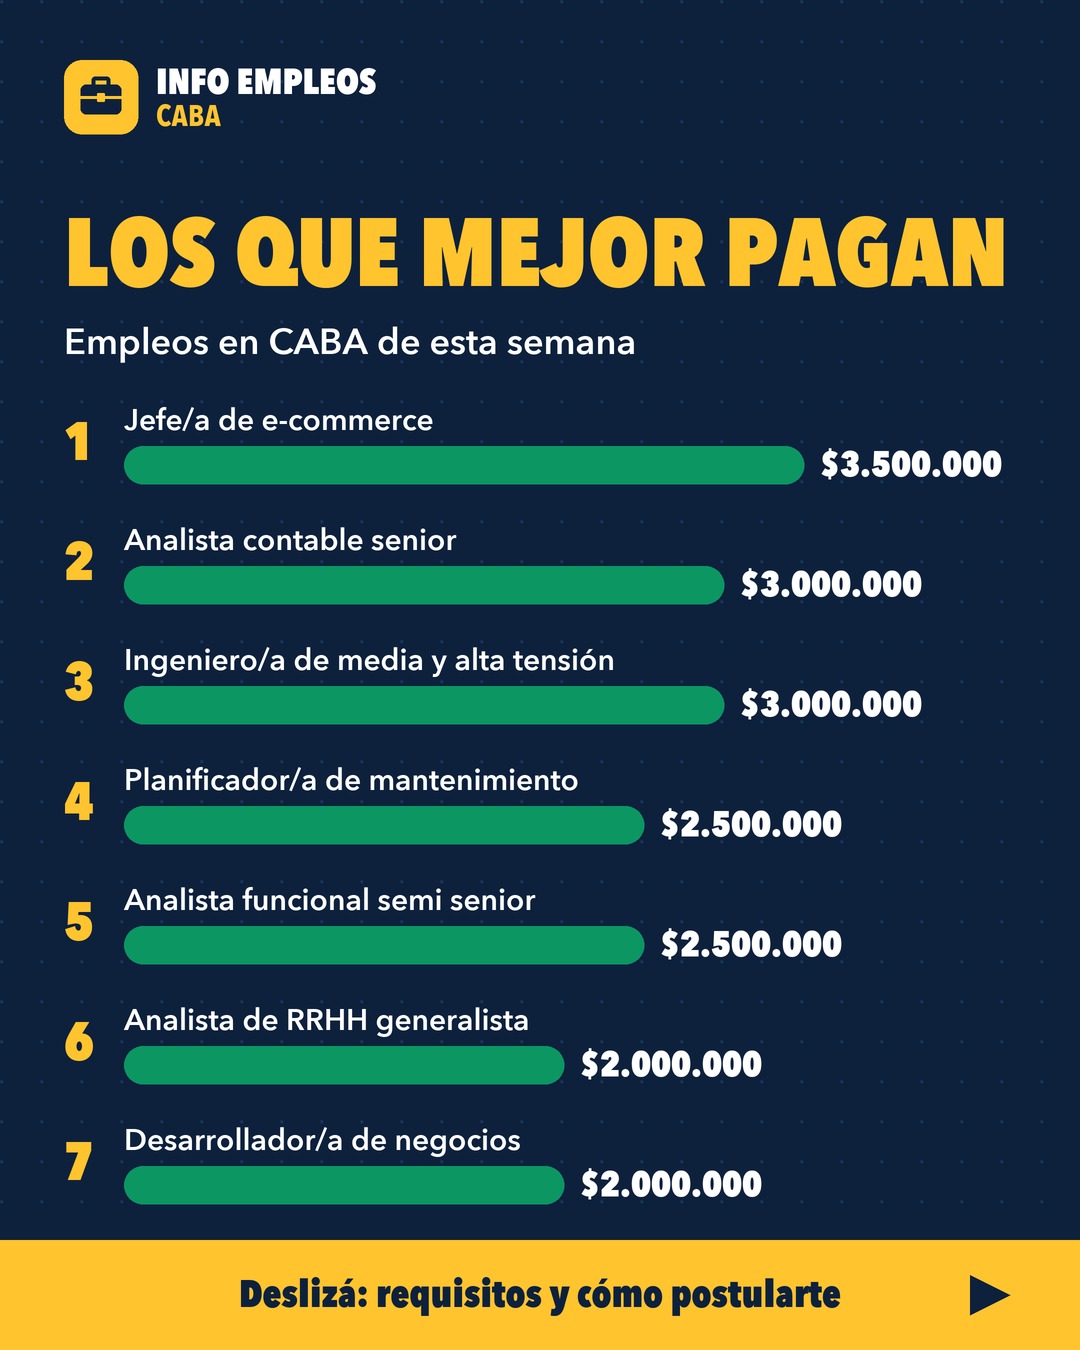 INFO EMPLEOS
CABA
LOS QUE MEJOR PAGAN
Empleos en CABA de esta semana
1
Jefe/a de e-commerce
$3.500.000
2
Analista contable senior
$3.000.000
3
Ingeniero/a de media y alta tensión
$3.000.000
4
Planificador/a de mantenimiento
$2.500.000
5
Analista funcional semi senior
$2.500.000
6
Analista de RRHH generalista
$2.000.000
7
Desarrollador/a de negocios
$2.000.000
Deslizá: requisitos y cómo postularte